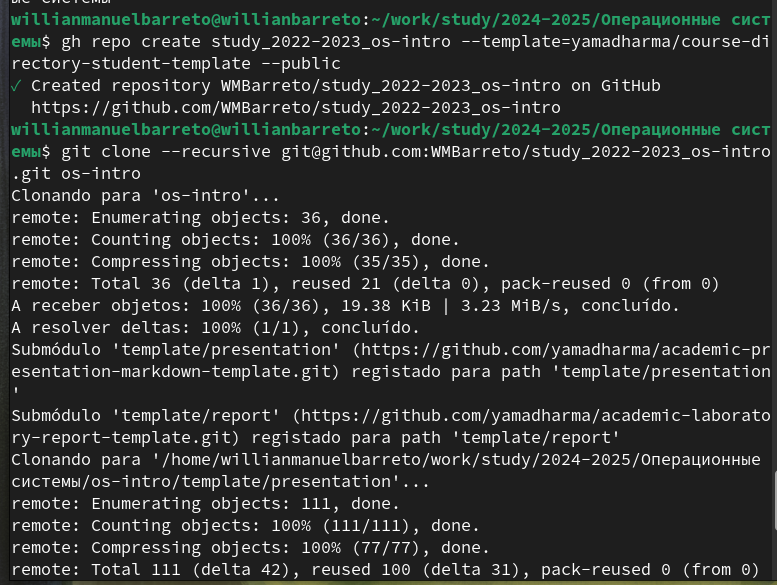 ые системы
willianmanuelbarreto@willianbarreto:~/work/study/2024-2025/Операционные сист
емы$ gh repo create study_2022-2023_os-intro --template=yamadharma/course-di
rectory-student-template --public
✓ Created repository WMBarreto/study_2022-2023_os-intro on GitHub
  https://github.com/WMBarreto/study_2022-2023_os-intro
willianmanuelbarreto@willianbarreto:~/work/study/2024-2025/Операционные сист
емы$ git clone --recursive git@github.com:WMBarreto/study_2022-2023_os-intro
.git os-intro
Clonando para 'os-intro'...
remote: Enumerating objects: 36, done.
remote: Counting objects: 100% (36/36), done.
remote: Compressing objects: 100% (35/35), done.
remote: Total 36 (delta 1), reused 21 (delta 0), pack-reused 0 (from 0)
A receber objetos: 100% (36/36), 19.38 KiB | 3.23 MiB/s, concluído.
A resolver deltas: 100% (1/1), concluído.
Submódulo 'template/presentation' (https://github.com/yamadharma/academic-pr
esentation-markdown-template.git) registado para path 'template/presentation
'
Submódulo 'template/report' (https://github.com/yamadharma/academic-laborato
ry-report-template.git) registado para path 'template/report'
Clonando para '/home/willianmanuelbarreto/work/study/2024-2025/Операционные
системы/os-intro/template/presentation'...
remote: Enumerating objects: 111, done.
remote: Counting objects: 100% (111/111), done.
remote: Compressing objects: 100% (77/77), done.
remote: Total 111 (delta 42), reused 100 (delta 31), pack-reused 0 (from 0)